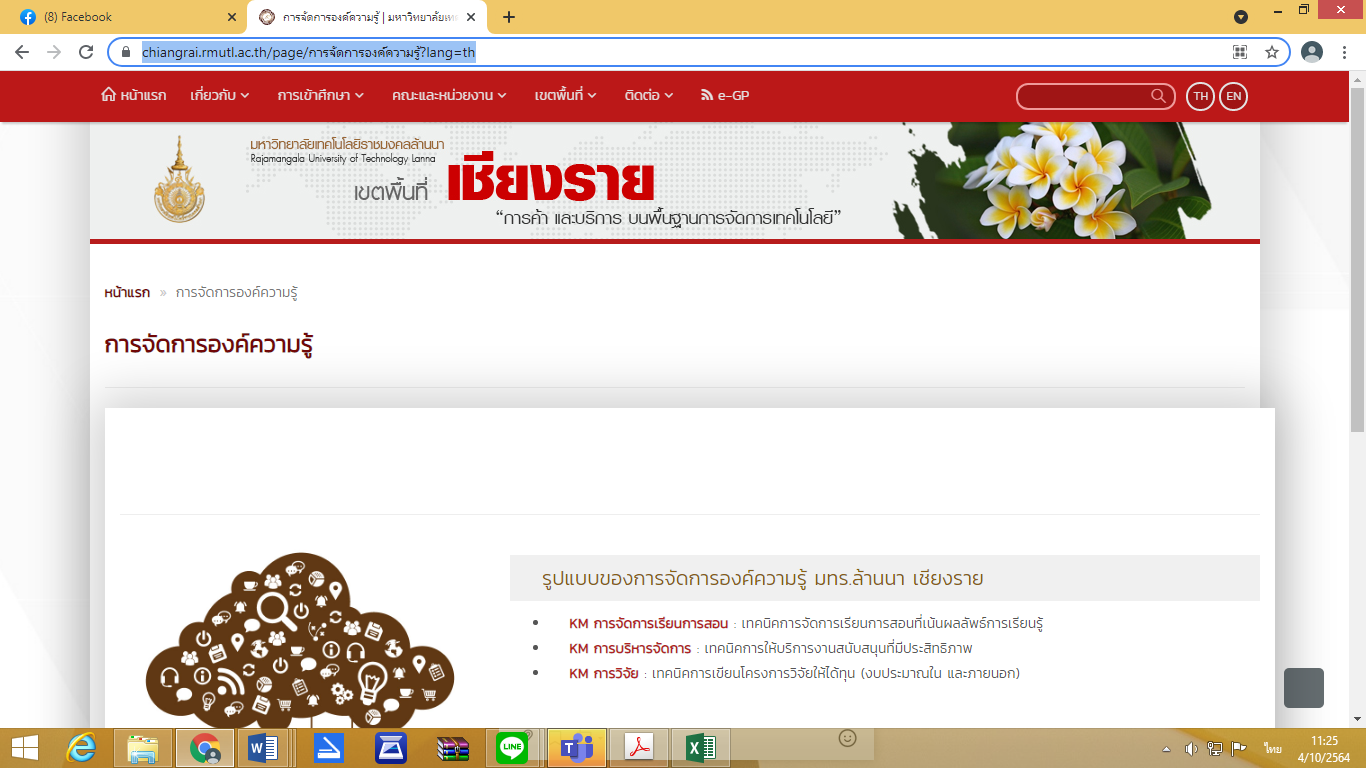 (8) Facebook
การจัดการองค์ความรู้ | มหาวิทยาลัยเทค
chiangrai.rmutl.ac.th/page/การจัดการองค์ความรู้?lang=th
หน้าแรก เกี่ยวกับ การเข้าศึกษา คณะและหน่วยงาน เขตพื้นที่ ติดต่อ e-GP TH EN
มหาวิทยาลัยเทคโนโลยีราชมงคลล้านนา
Rajamangala University of Technology Lanna
เขตพื้นที่ เชียงราย
“การค้า และบริการ บนพื้นฐานการจัดการเทคโนโลยี”
หน้าแรก » การจัดการองค์ความรู้
การจัดการองค์ความรู้
รูปแบบของการจัดการองค์ความรู้ มทร.ล้านนา เชียงราย
KM การจัดการเรียนการสอน : เทคนิคการจัดการเรียนการสอนที่เน้นผลลัพธ์การเรียนรู้
KM การบริหารจัดการ : เทคนิคการให้บริการงานสนับสนุนที่มีประสิทธิภาพ
KM การวิจัย : เทคนิคการเขียนโครงการวิจัยให้ได้ทุน (งบประมาณใน และภายนอก)
LINE
ไทย
11:25
4/10/2564